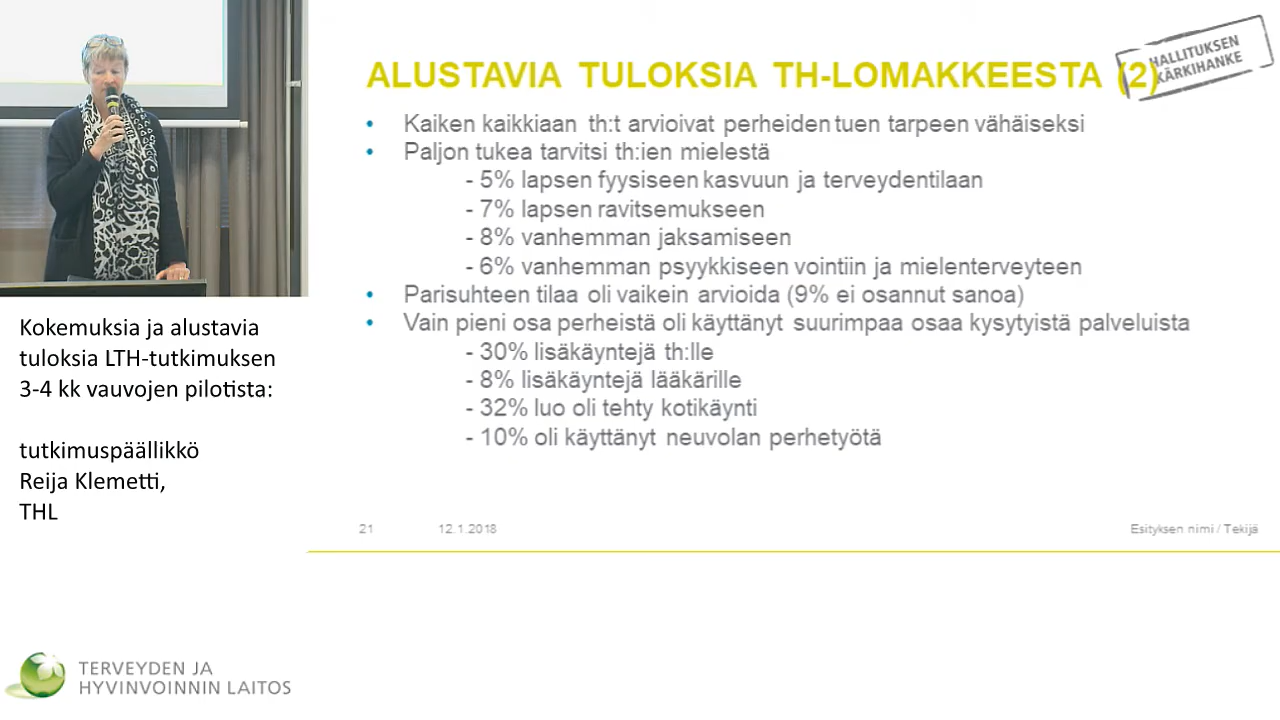 ALUSTAVIA TULOKSIA TH-LOMAKKEESTA (2)
HALLITUKSEN
KÄRKIHANKE
• Kaiken kaikkiaan th:t arvioivat perheiden tuen tarpeen vähäiseksi
• Paljon tukea tarvitsi th:ien mielestä
- 5% lapsen fyysiseen kasvuun ja terveydentilaan
- 7% lapsen ravitsemukseen
- 8% vanhemman jaksamiseen
- 6% vanhemman psyykkiseen vointiin ja mielenterveyteen
• Parisuhteen tilaa oli vaikein arvioida (9% ei osannut sanoa)
• Vain pieni osa perheistä oli käyttänyt suurimpaa osaa kysytyistä palveluista
- 30% lisäkäyntejä th:lle
- 8% lisäkäyntejä lääkärille
- 32% luo oli tehty kotikäynti
- 10% oli käyttänyt neuvolan perhetyötä
21 12.1.2018 Esityksen nimi / Tekijä
Kokemuksia ja alustavia
tuloksia LTH-tutkimuksen
3-4 kk vauvojen pilotista:
tutkimuspäällikkö
Reija Klemetti,
THL
TERVEYDEN JA
HYVINVOINNIN LAITOS